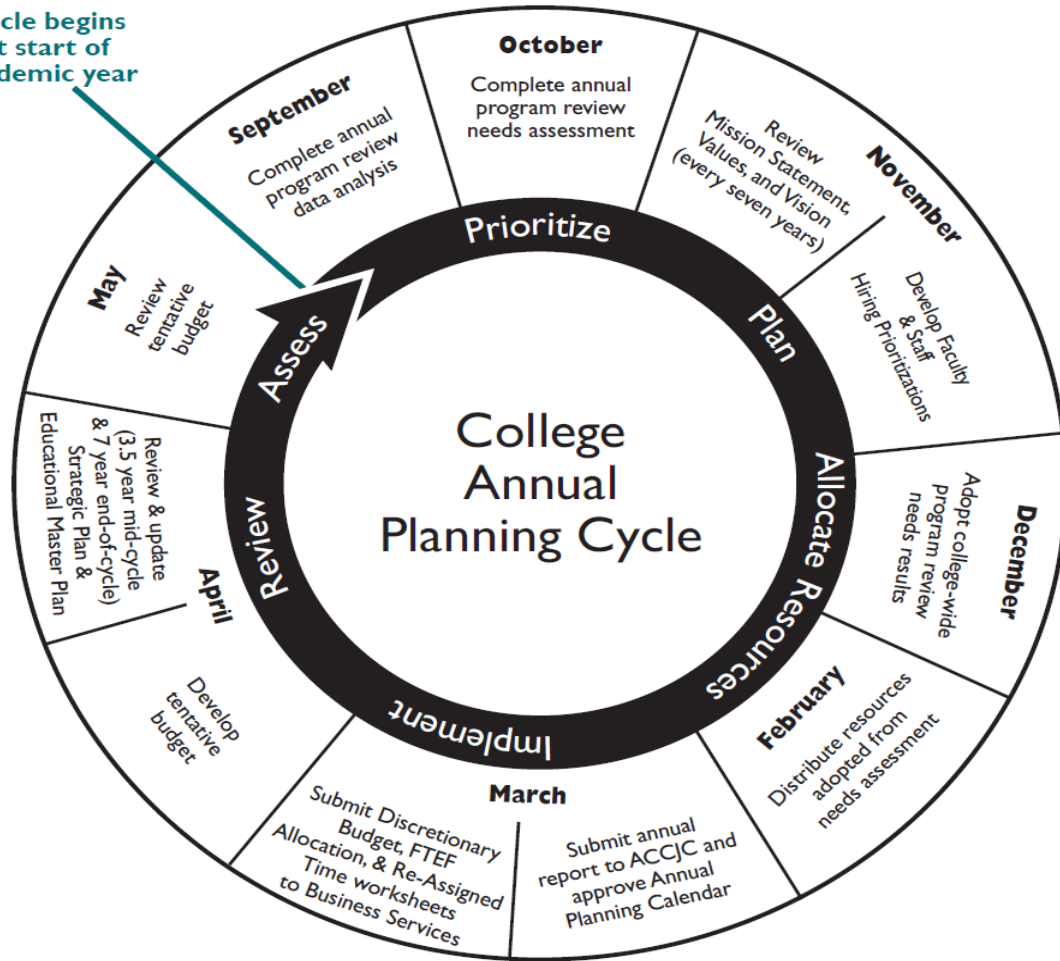 cle begins
t start of
demic year
September
Complete annual
program review
data analysis
October
Complete annual
program review
needs assessment
November
Review
Mission Statement,
Values, and Vision
(every seven years)
Develop Faculty
& Staff
Hiring Prioritizations
December
Adopt college-wide
program review
needs results
February
Distribute resources
adopted from
needs assessment
March
Submit annual
report to ACCJC and
approve Annual
Planning Calendar
Submit Discretionary
Budget, FTEF
Allocation, & Re-Assigned
Time worksheets
to Business Services
April
Develop
tentative
budget
Review & update
(3.5 year mid-cycle
& 7 year end-of-cycle)
Strategic Plan &
Educational Master Plan
May
Review
tentative
budget
Assess
Prioritize
Plan
Allocate Resources
Implement
Review
College
Annual
Planning Cycle